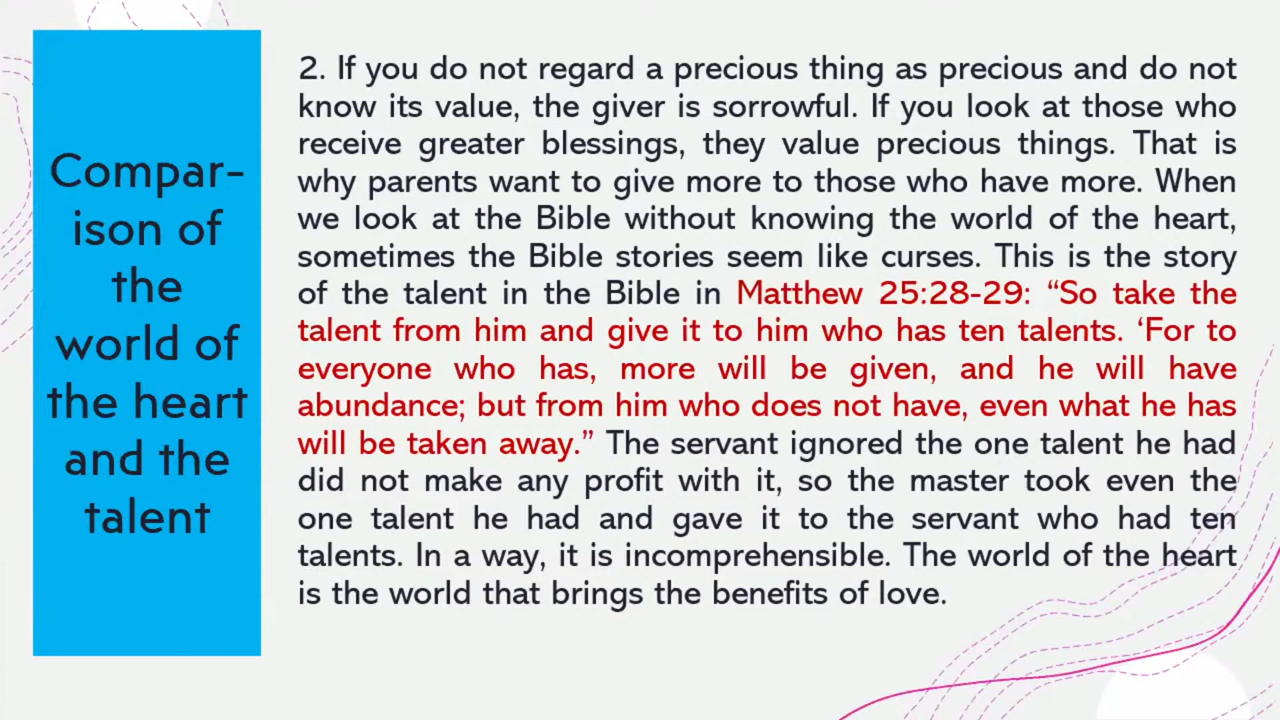 Compar-
ison of
the
world of
the heart
and the
talent
2. If you do not regard a precious thing as precious and do not
know its value, the giver is sorrowful. If you look at those who
receive greater blessings, they value precious things. That is
why parents want to give more to those who have more. When
we look at the Bible without knowing the world of the heart,
sometimes the Bible stories seem like curses. This is the story
of the talent in the Bible in Matthew 25:28-29: “So take the
talent from him and give it to him who has ten talents. ‘For to
everyone who has, more will be given, and he will have
abundance; but from him who does not have, even what he has
will be taken away.” The servant ignored the one talent he had
did not make any profit with it, so the master took even the
one talent he had and gave it to the servant who had ten
talents. In a way, it is incomprehensible. The world of the heart
is the world that brings the benefits of love.